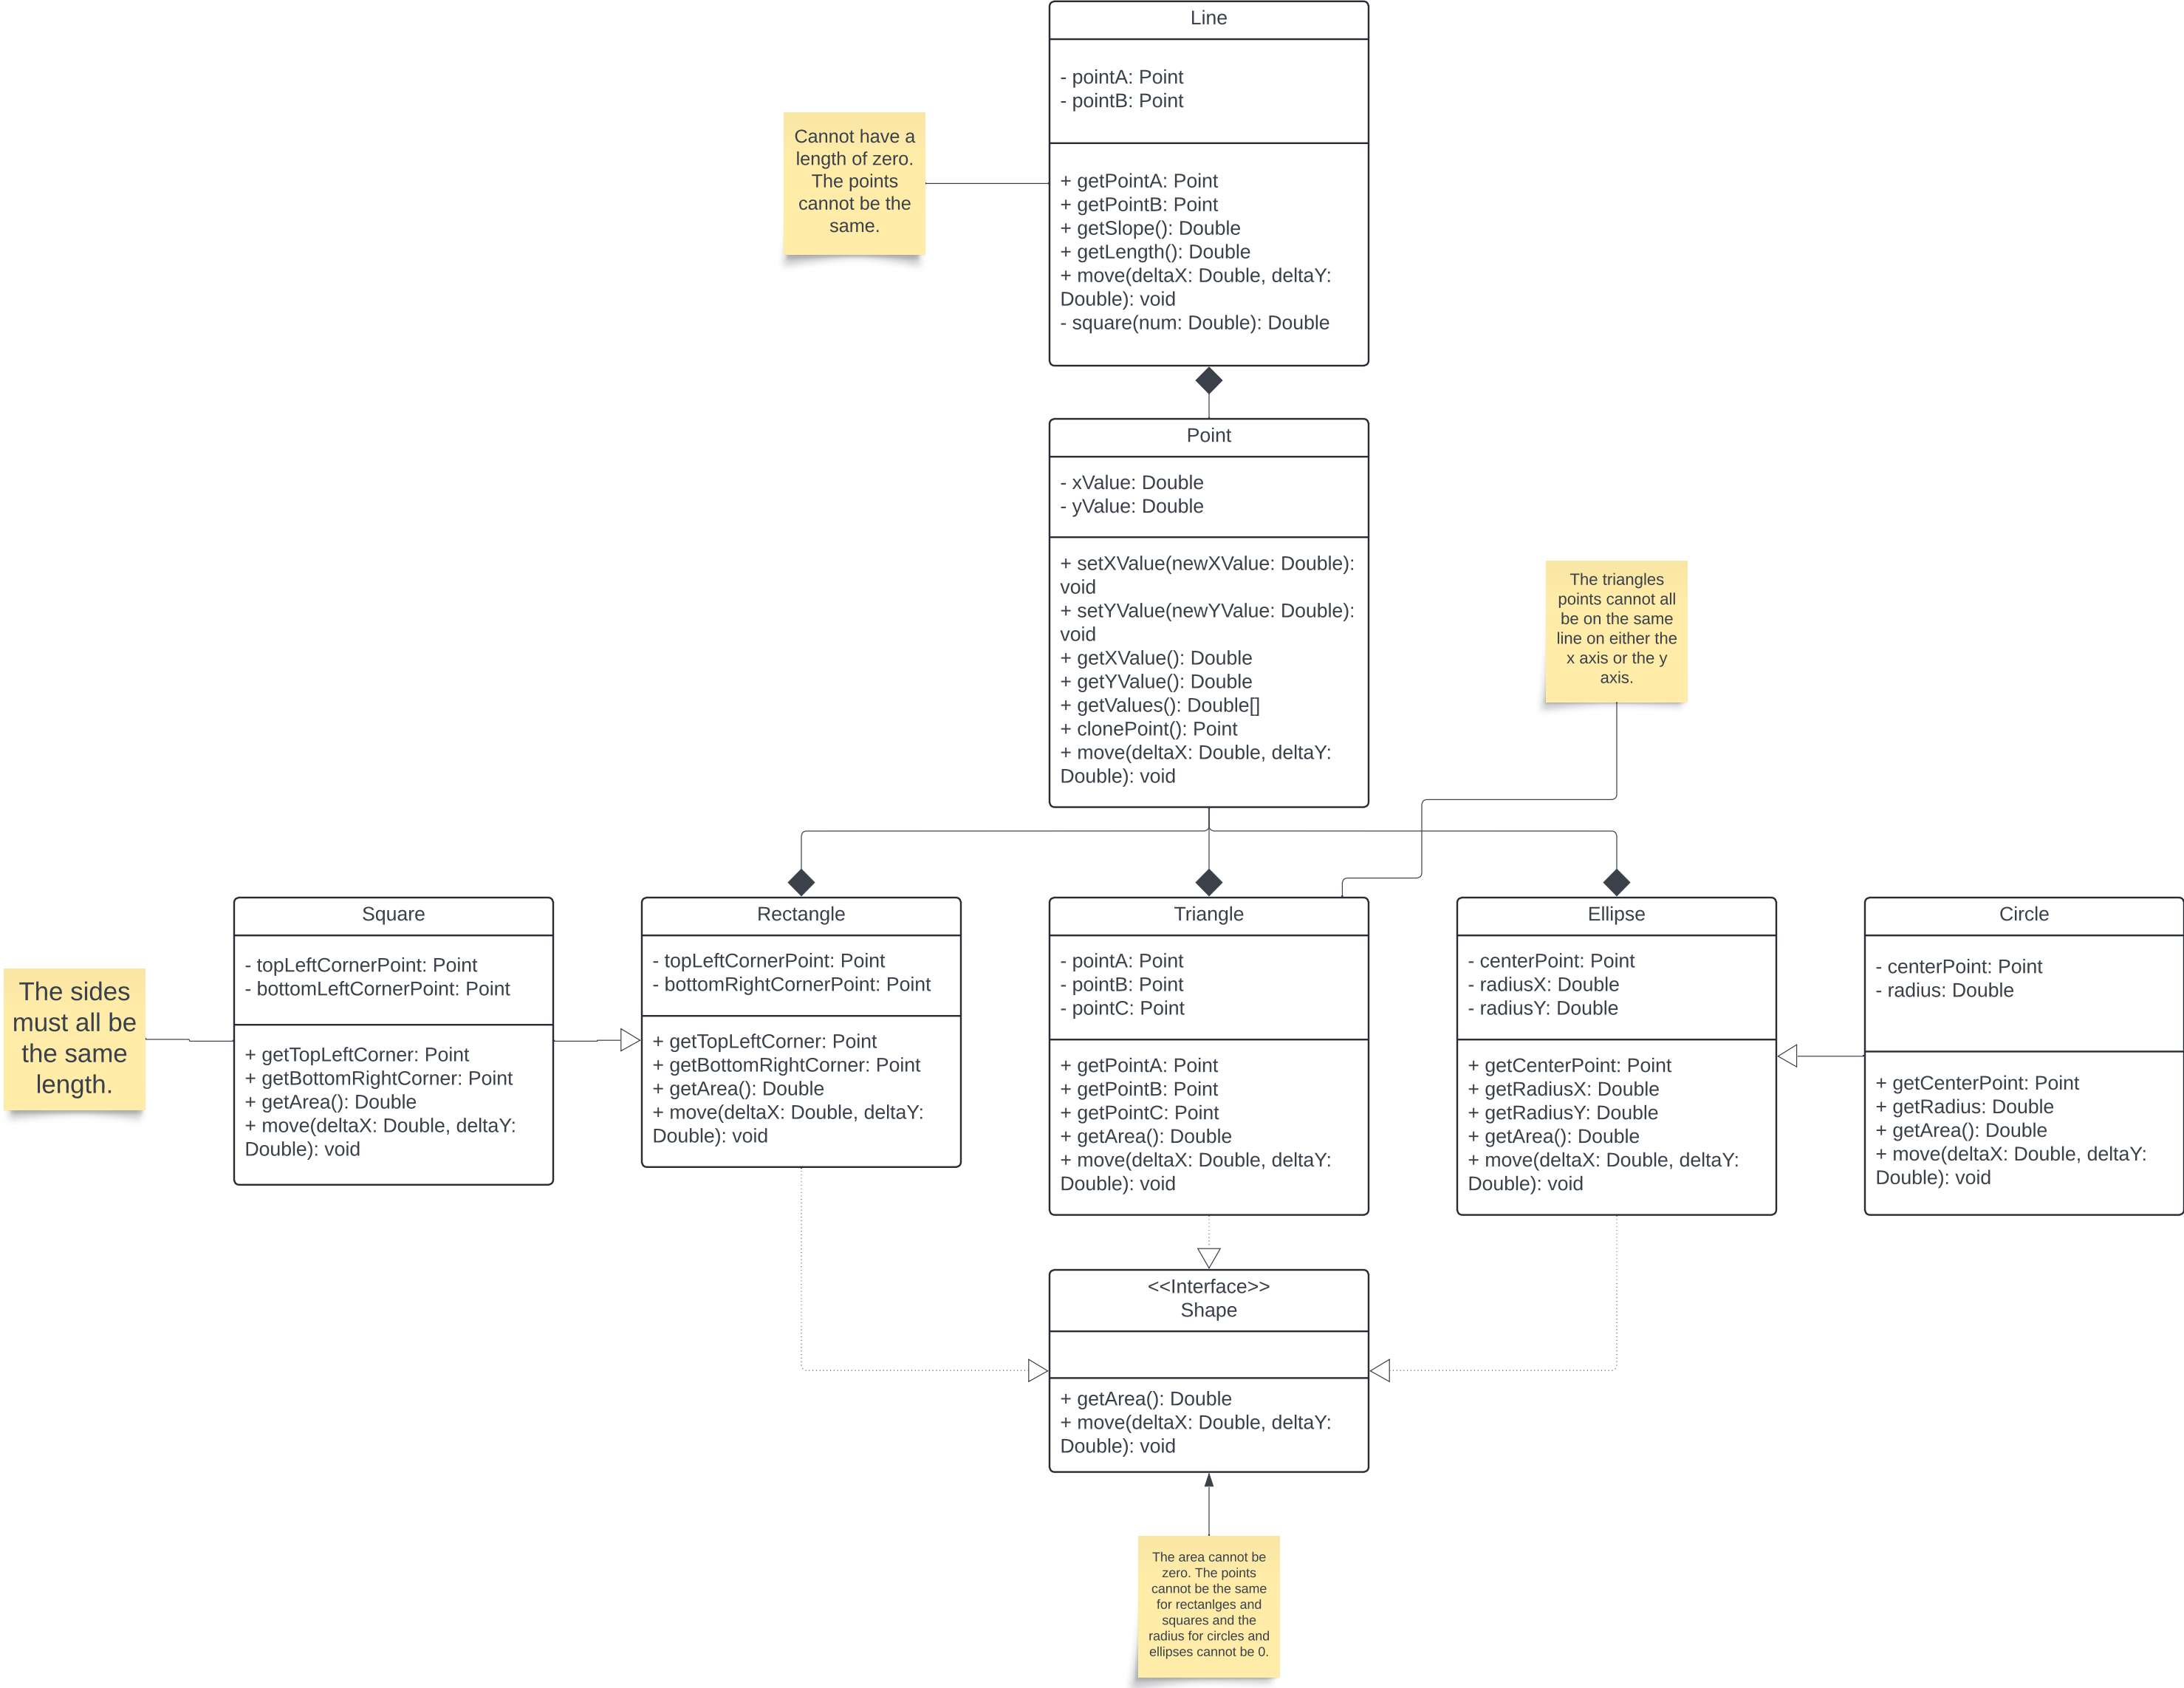 Line
- pointA: Point
- pointB: Point
+ getPointA: Point
+ getPointB: Point
+ getSlope(): Double
+ getLength(): Double
+ move(deltaX: Double, deltaY:
Double): void
- square(num: Double): Double
Cannot have a
length of zero.
The points
cannot be the
same.
Point
- xValue: Double
- yValue: Double
+ setXValue(newXValue: Double):
void
+ setYValue(newYValue: Double):
void
+ getXValue(): Double
+ getYValue(): Double
+ getValues(): Double[]
+ clonePoint(): Point
+ move(deltaX: Double, deltaY:
Double): void
The triangles
points cannot all
be on the same
line on either the
x axis or the y
axis.
The sides
must all be
the same
length.
Square
- topLeftCornerPoint: Point
- bottomLeftCornerPoint: Point
+ getTopLeftCorner: Point
+ getBottomRightCorner: Point
+ getArea(): Double
+ move(deltaX: Double, deltaY:
Double): void
Rectangle
- topLeftCornerPoint: Point
- bottomRightCornerPoint: Point
+ getTopLeftCorner: Point
+ getBottomRightCorner: Point
+ getArea(): Double
+ move(deltaX: Double, deltaY:
Double): void
Triangle
- pointA: Point
- pointB: Point
- pointC: Point
+ getPointA: Point
+ getPointB: Point
+ getPointC: Point
+ getArea(): Double
+ move(deltaX: Double, deltaY:
Double): void
Ellipse
- centerPoint: Point
- radiusX: Double
- radiusY: Double
+ getCenterPoint: Point
+ getRadiusX: Double
+ getRadiusY: Double
+ getArea(): Double
+ move(deltaX: Double, deltaY:
Double): void
Circle
- centerPoint: Point
- radius: Double
+ getCenterPoint: Point
+ getRadius: Double
+ getArea(): Double
+ move(deltaX: Double, deltaY:
Double): void
<<Interface>>
Shape
+ getArea(): Double
+ move(deltaX: Double, deltaY:
Double): void
The area cannot be
zero. The points
cannot be the same
for rectanlges and
squares and the
radius for circles and
ellipses cannot be 0.